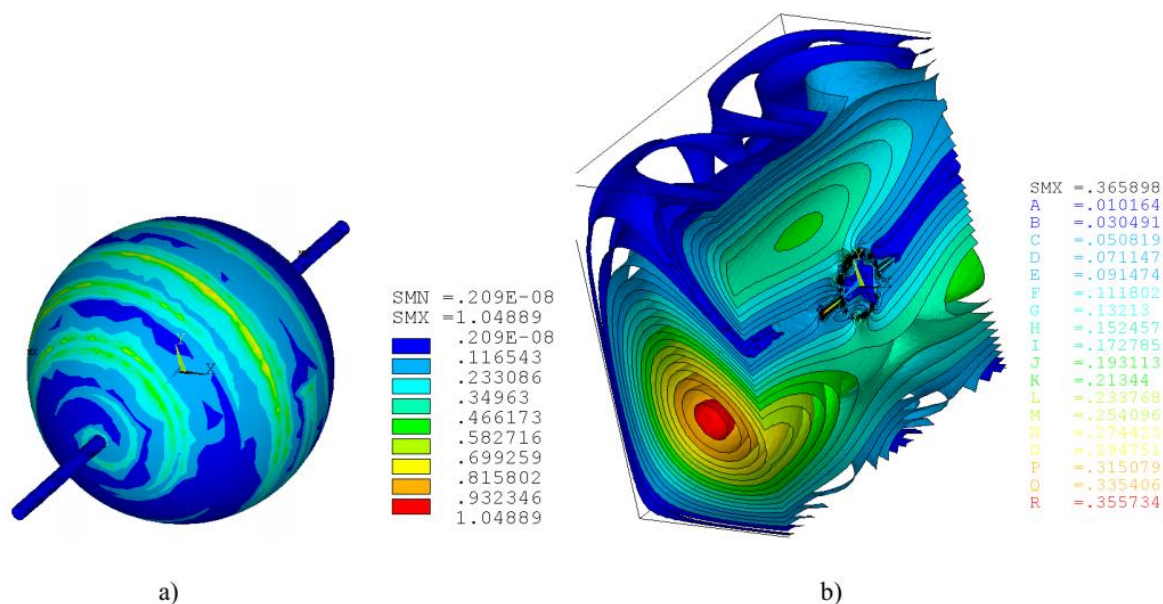 SMN =.209E-08
SMX =1.04889
.209E-08
.116543
.233086
.34963
.466173
.582716
.699259
.815802
.932346
1.04889
X
SMX =.365898
A =.010164
B =.030491
C =.050819
D =.071147
E =.091474
F =.111802
G =.13213
H =.152457
I =.172785
J =.193113
K =.21344
L =.233768
M =.254096
N =.274423
O =.294751
P =.315079
Q =.335406
R =.355734
a)
b)